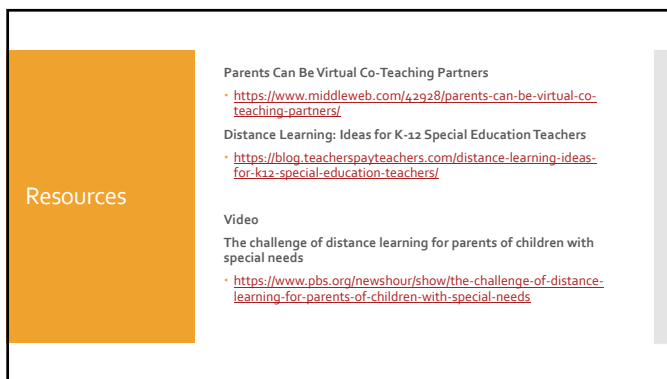 Resources
Parents Can Be Virtual Co-Teaching Partners
• https://www.middleweb.com/42928/parents-can-be-virtual-co-
teaching-partners/
Distance Learning: Ideas for K-12 Special Education Teachers
• https://blog.teacherspayteachers.com/distance-learning-ideas-
for-k12-special-education-teachers/
Video
The challenge of distance learning for parents of children with
special needs
• https://www.pbs.org/newshour/show/the-challenge-of-distance-
learning-for-parents-of-children-with-special-needs